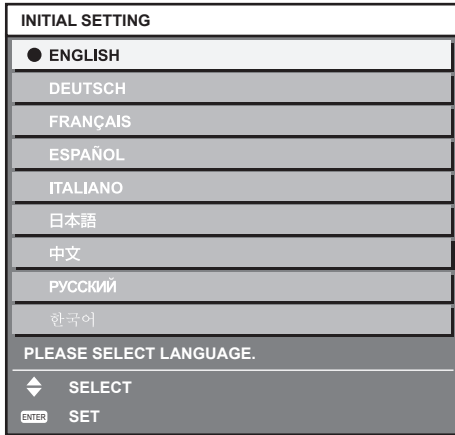 INITIAL SETTING
ENGLISH
DEUTSCH
FRANÇAIS
ESPAÑOL
ITALIANO
日本語
中文
РУССКИЙ
한국어
PLEASE SELECT LANGUAGE.
SELECT
ENTER SET